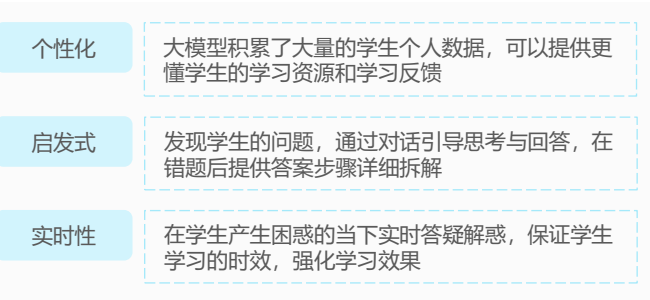 个性化
大模型积累了大量的学生个人数据，可以提供更
懂学生的学习资源和学习反馈
启发式
发现学生的问题，通过对话引导思考与回答，在
错题后提供答案步骤详细拆解
实时性
在学生产生困惑的当下实时答疑解惑，保证学生
学习的时效，强化学习效果